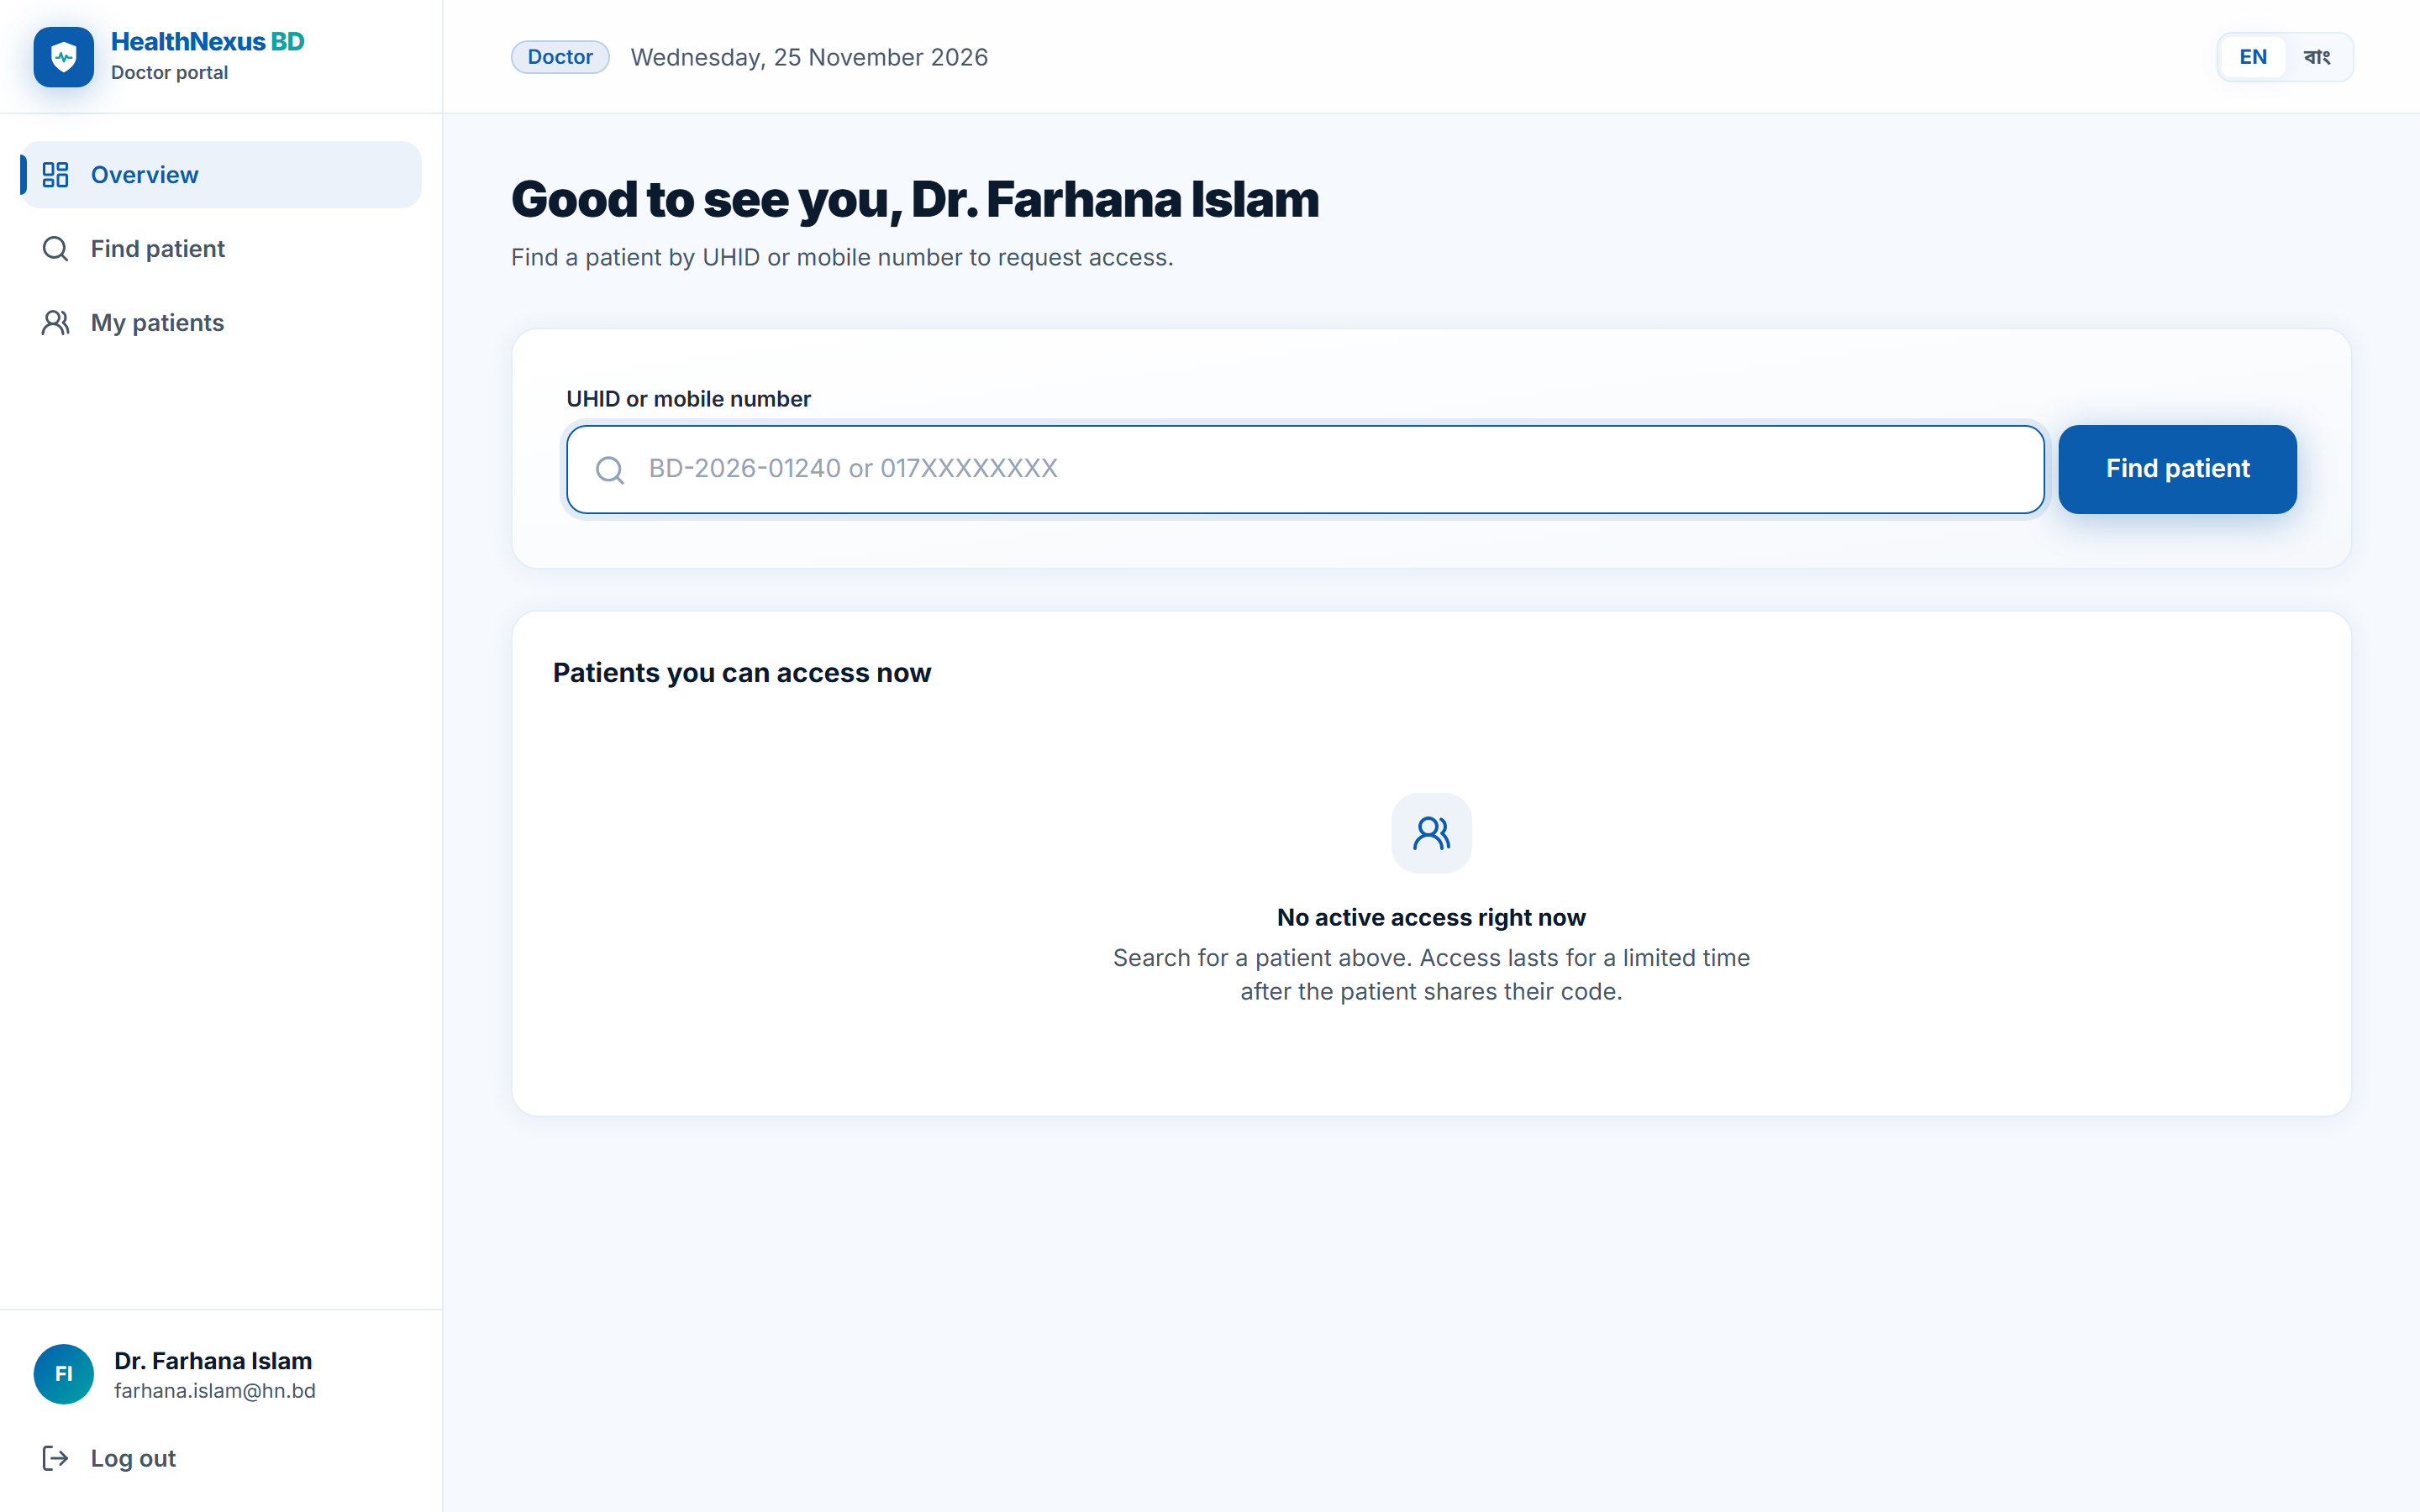 HealthNexus BD
Doctor portal
Overview
Find patient
My patients
Dr. Farhana Islam
FI
farhana.islam@hn.bd
Log out
Doctor
Wednesday, 25 November 2026
EN
বাং
Good to see you, Dr. Farhana Islam
Find a patient by UHID or mobile number to request access.
UHID or mobile number
BD-2026-01240 or 017XXXXXXXX
Find patient
Patients you can access now
No active access right now
Search for a patient above. Access lasts for a limited time
after the patient shares their code.